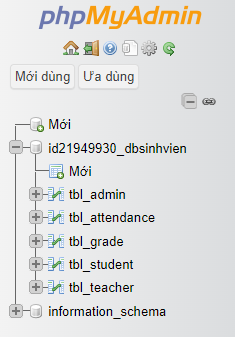 phpMyAdmin
Mới dùng Ưa dùng
Mới
id21949930_dbsinhvien
Mới
tbl_admin
tbl_attendance
tbl_grade
tbl_student
tbl_teacher
information_schema